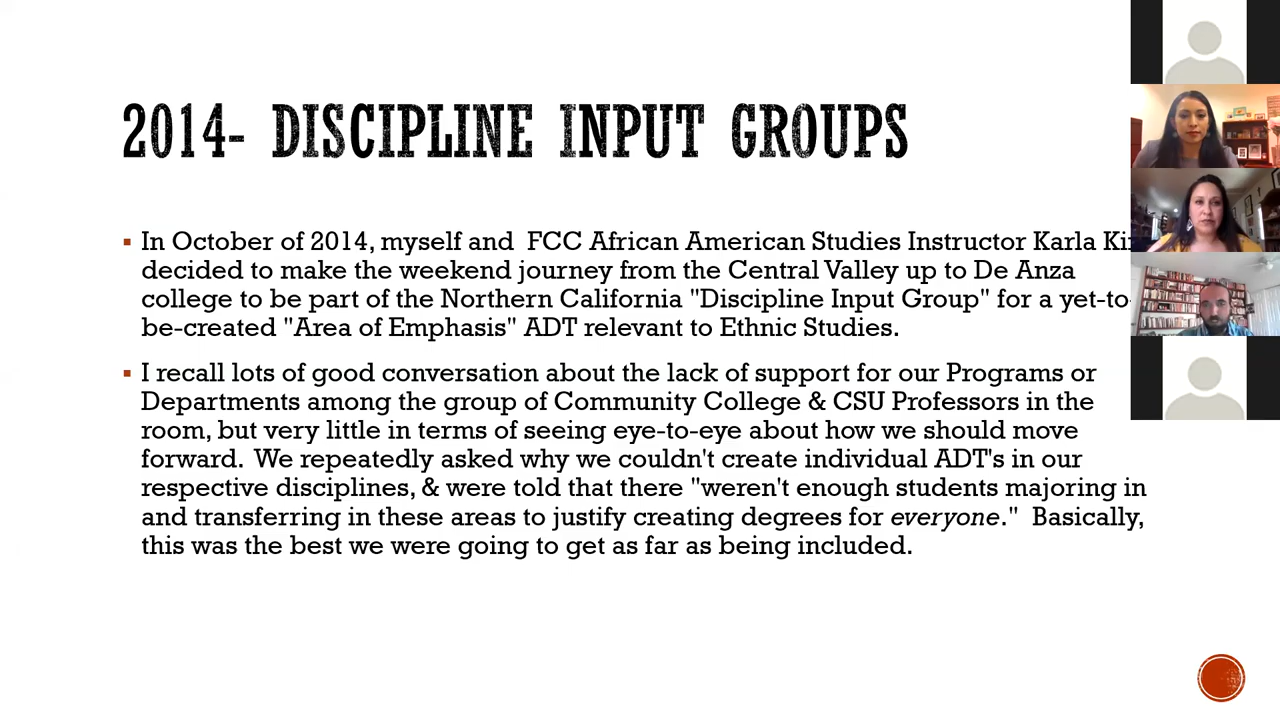 2014- DISCIPLINE INPUT GROUPS
In October of 2014, myself and FCC African American Studies Instructor Karla
decided to make the weekend journey from the Central Valley up to De Anza
college to be part of the Northern California "Discipline Input Group" for a yet-to-
be-created "Area of Emphasis" ADT relevant to Ethnic Studies.
I recall lots of good conversation about the lack of support for our Programs or
Departments among the group of Community College & CSU Professors in the
room, but very little in terms of seeing eye-to-eye about how we should move
forward. We repeatedly asked why we couldn't create individual ADT's in our
respective disciplines, & were told that there "weren't enough students majoring in
and transferring in these areas to justify creating degrees for everyone." Basically,
this was the best we were going to get as far as being included.